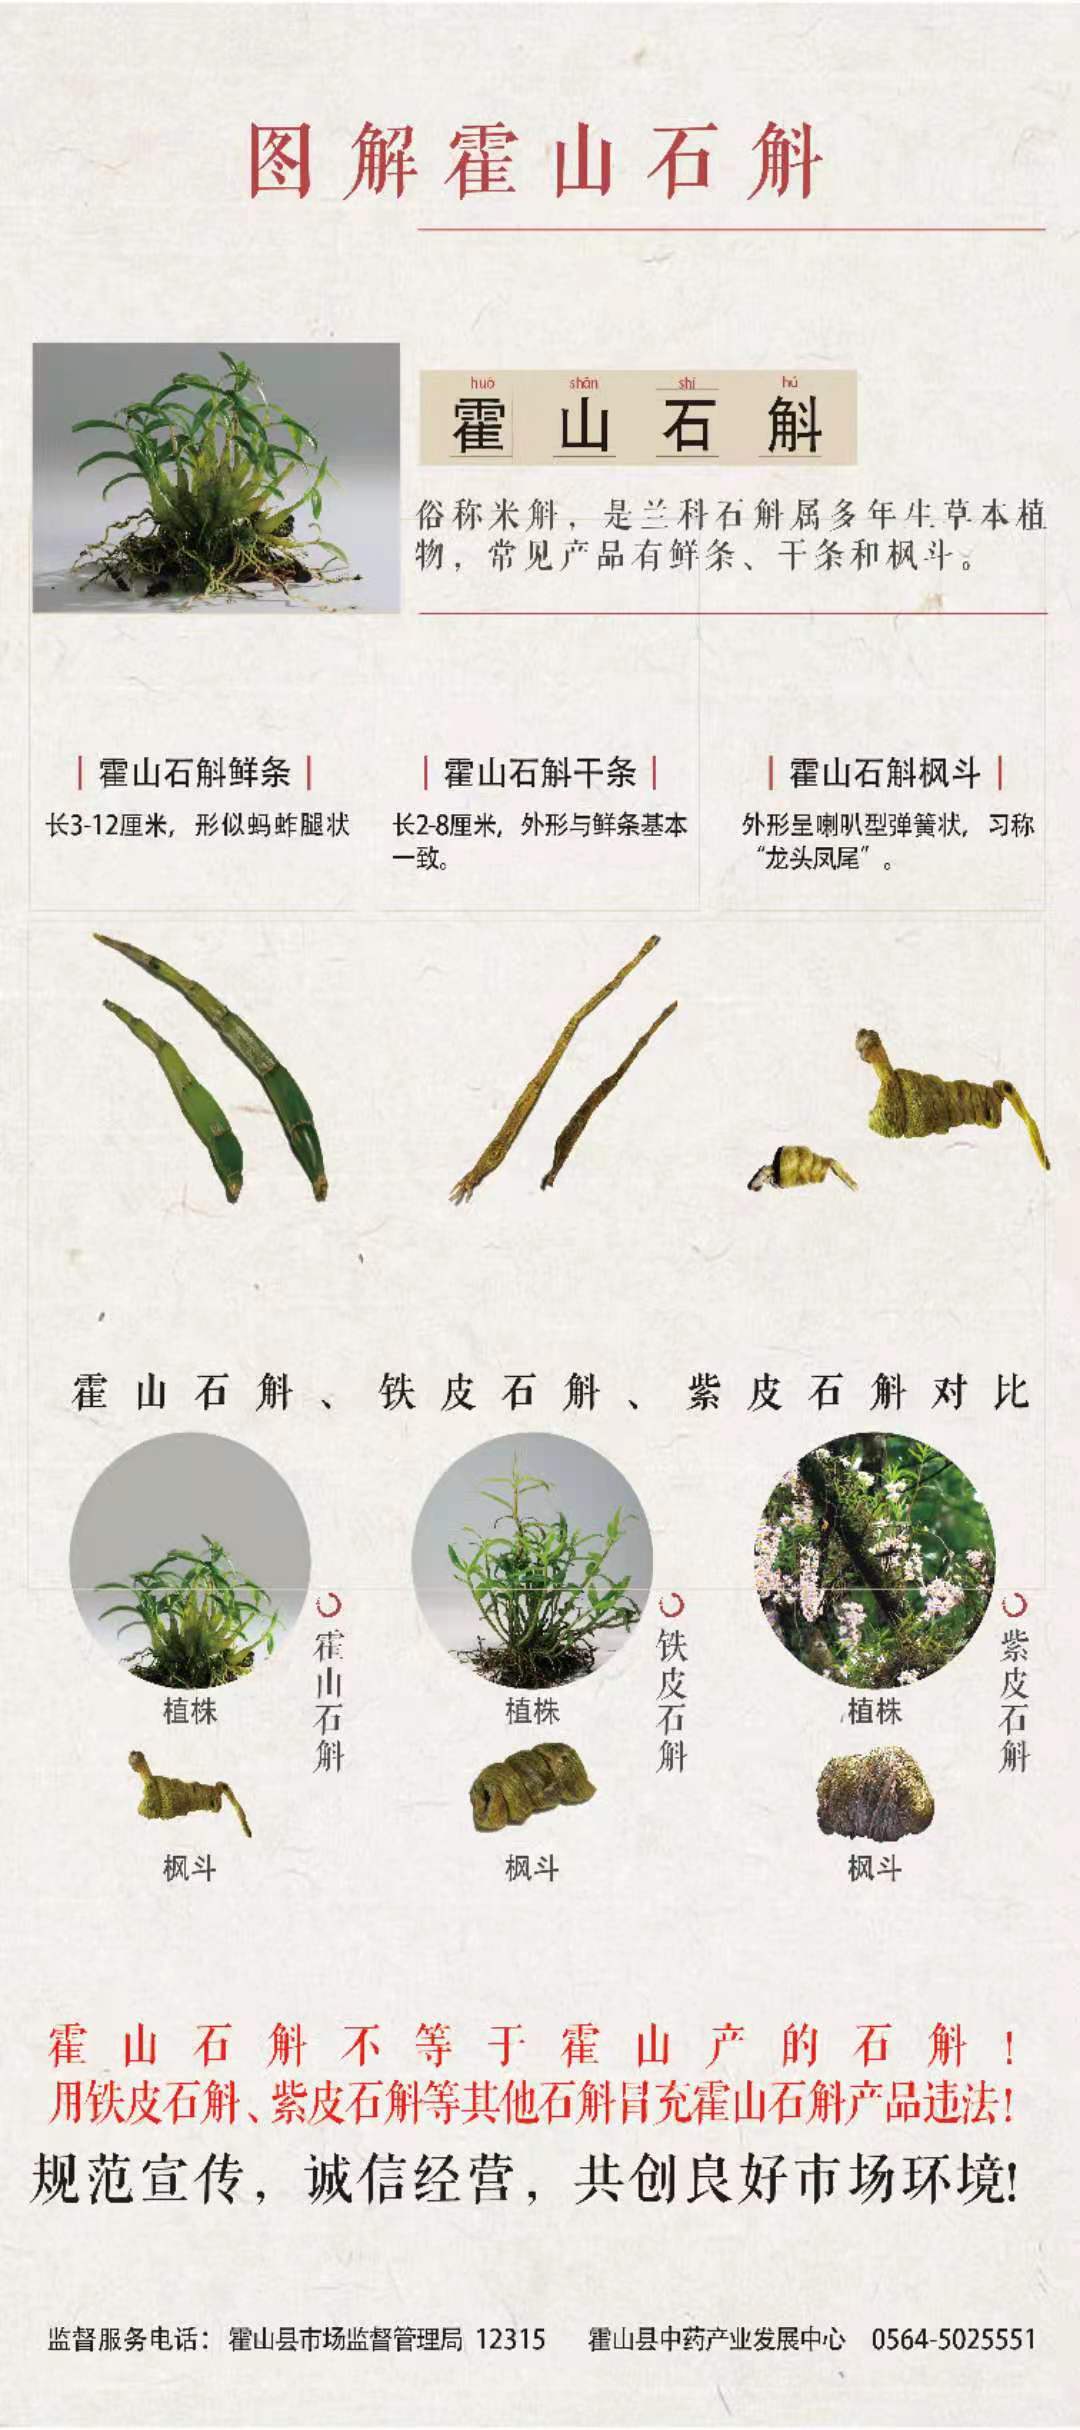 图解霍山石斛
huò shān shí hú
霍山石斛
俗称米斛，是兰科石斛属多年生草本植
物，常见产品有鲜条、干条和枫斗。
霍山石斛鲜条
长3-12厘米，形似蚂蚱腿状
霍山石斛干条
长2-8厘米，外形与鲜条基本
一致。
霍山石斛枫斗
外形呈喇叭型弹簧状，习称
“龙头凤尾”。
霍山石斛、铁皮石斛、紫皮石斛对比
霍山石斛
植株
枫斗
铁皮石斛
植株
枫斗
紫皮石斛
植株
枫斗
霍山石斛不等于霍山产的石斛！
用铁皮石斛、紫皮石斛等其他石斛冒充霍山石斛产品违法！
规范宣传，诚信经营，共创良好市场环境！
监督服务电话：霍山县市场监督管理局 12315 霍山县中药产业发展中心 0564-5025551